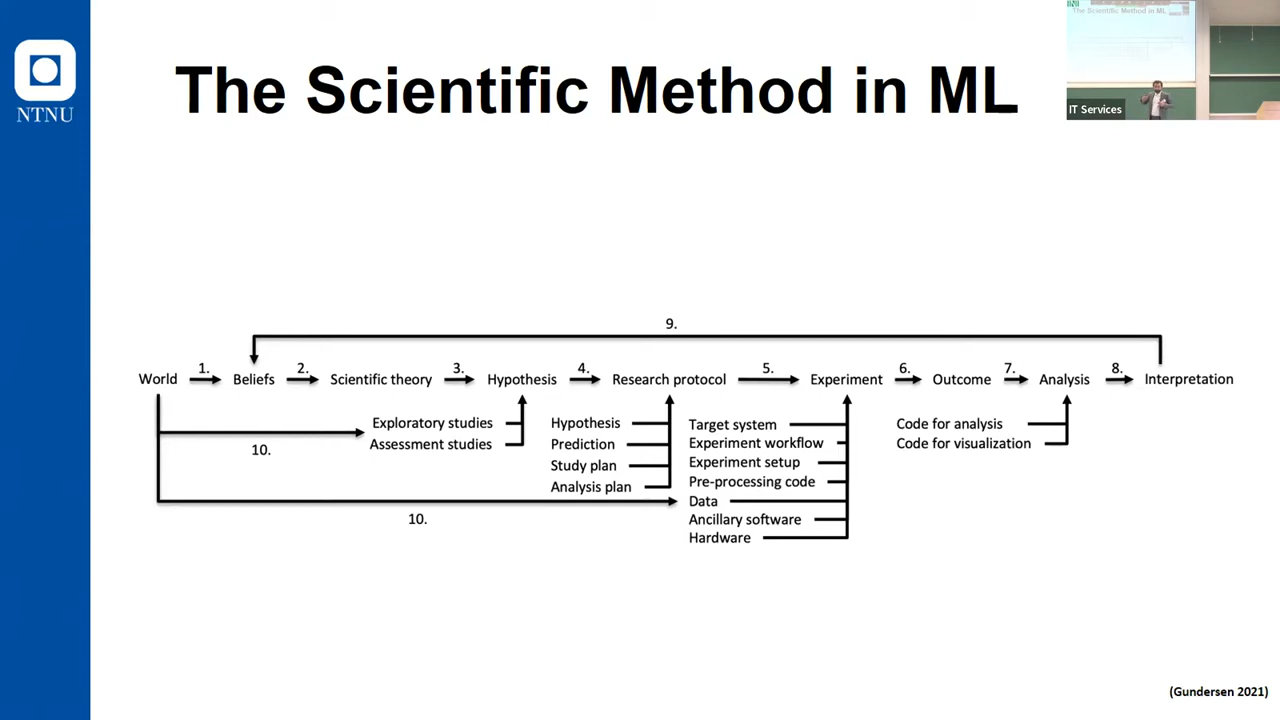 The Scientific Method in ML
The Scientific Method in ML
IT Services
NTNU
9.
1. 2. 3. 4. 5. 6. 7. 8.
World Beliefs Scientific theory Hypothesis Research protocol Experiment Outcome Analysis Interpretation
Exploratory studies
Assessment studies
10.
Hypothesis
Prediction
Study plan
Analysis plan
10.
Target system
Experiment workflow
Experiment setup
Pre-processing code
Data
Ancillary software
Hardware
Code for analysis
Code for visualization
(Gundersen 2021)